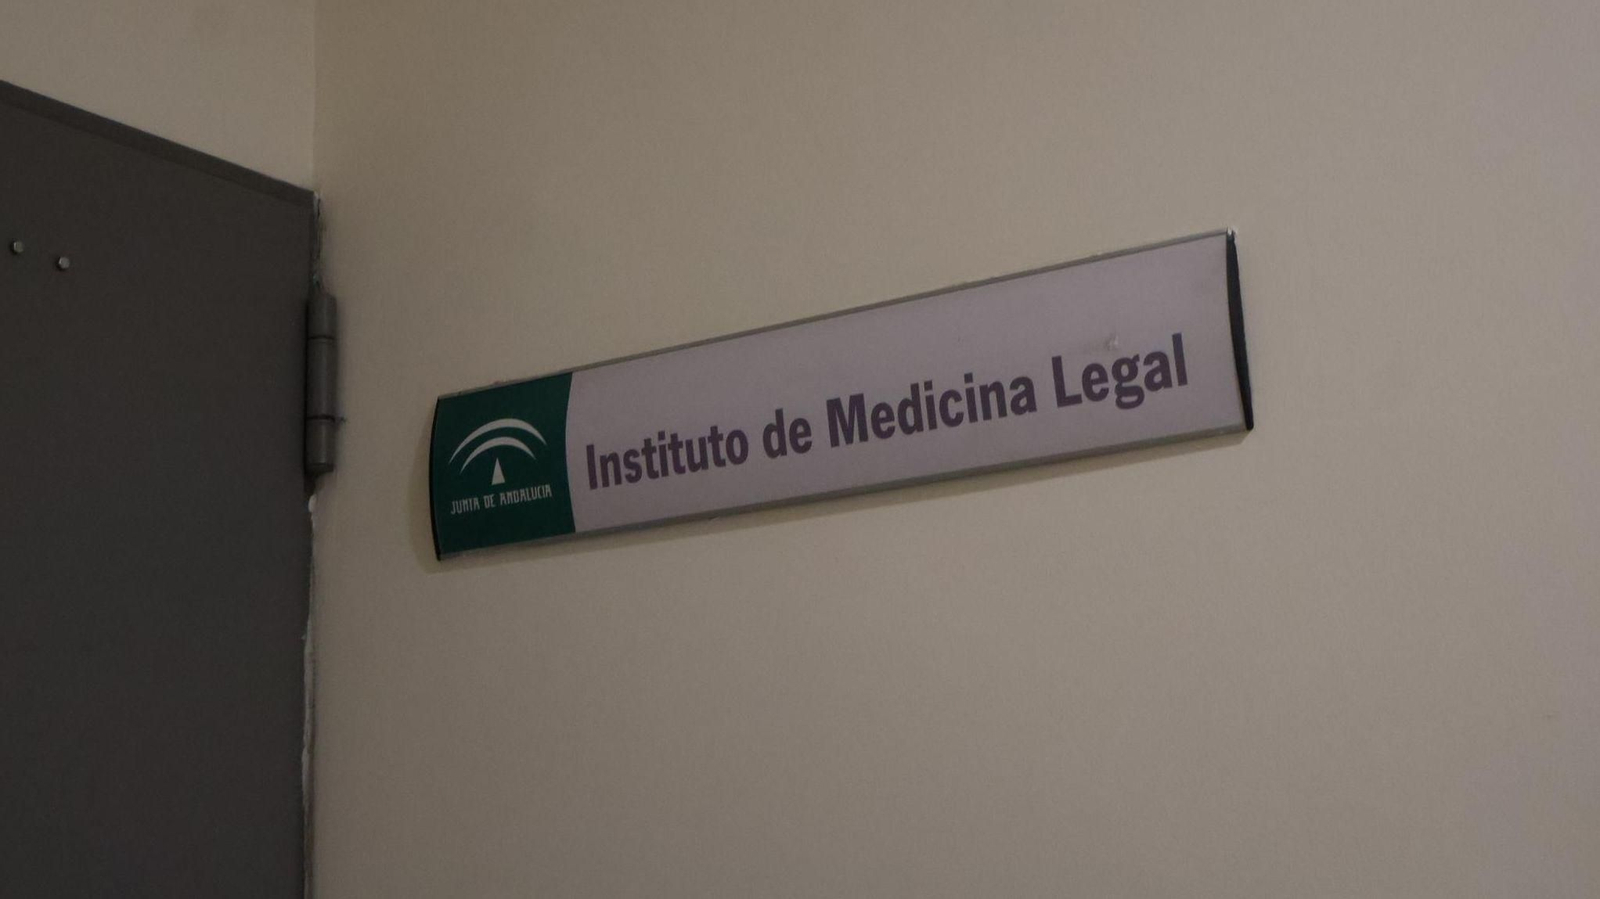 JUNTA DE ANDALUCIA
Instituto de Medicina Legal